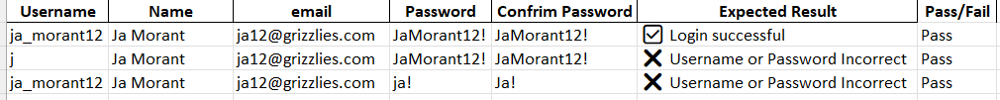 Username Name email Password Confrim Password Expected Result Pass/Fail
ja_morant12 Ja Morant ja12@grizzlies.com JaMorant12! JaMorant12! Login successful Pass
j Ja Morant ja12@grizzlies.com JaMorant12! JaMorant12! Username or Password Incorrect Pass
ja_morant12 Ja Morant ja12@grizzlies.com ja! Ja! Username or Password Incorrect Pass